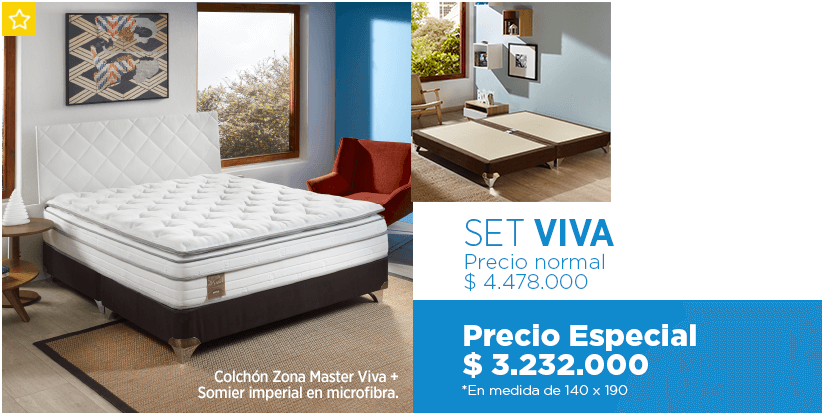 Colchón Zona Master Viva +
Somier imperial en microfibra.
SET VIVA
Precio normal
$ 4.478.000
Precio Especial
$ 3.232.000
*En medida de 140 x 190